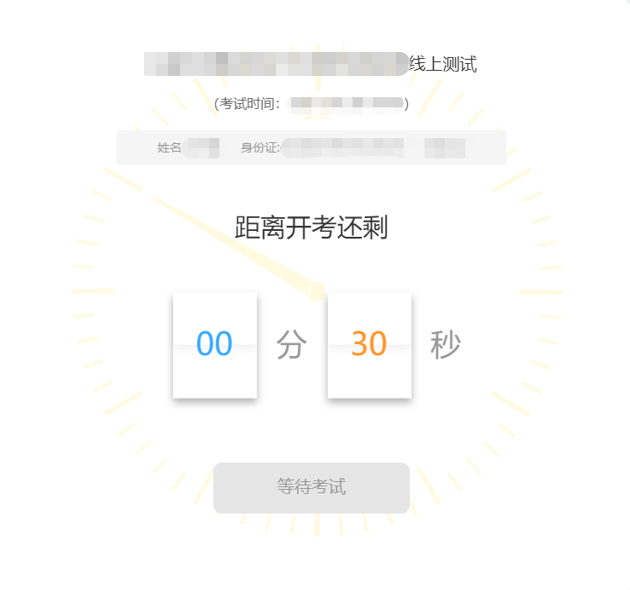 线上测试
（考试时间：）
姓名 身份证:
距离开考还剩
00 分 30 秒
等待考试